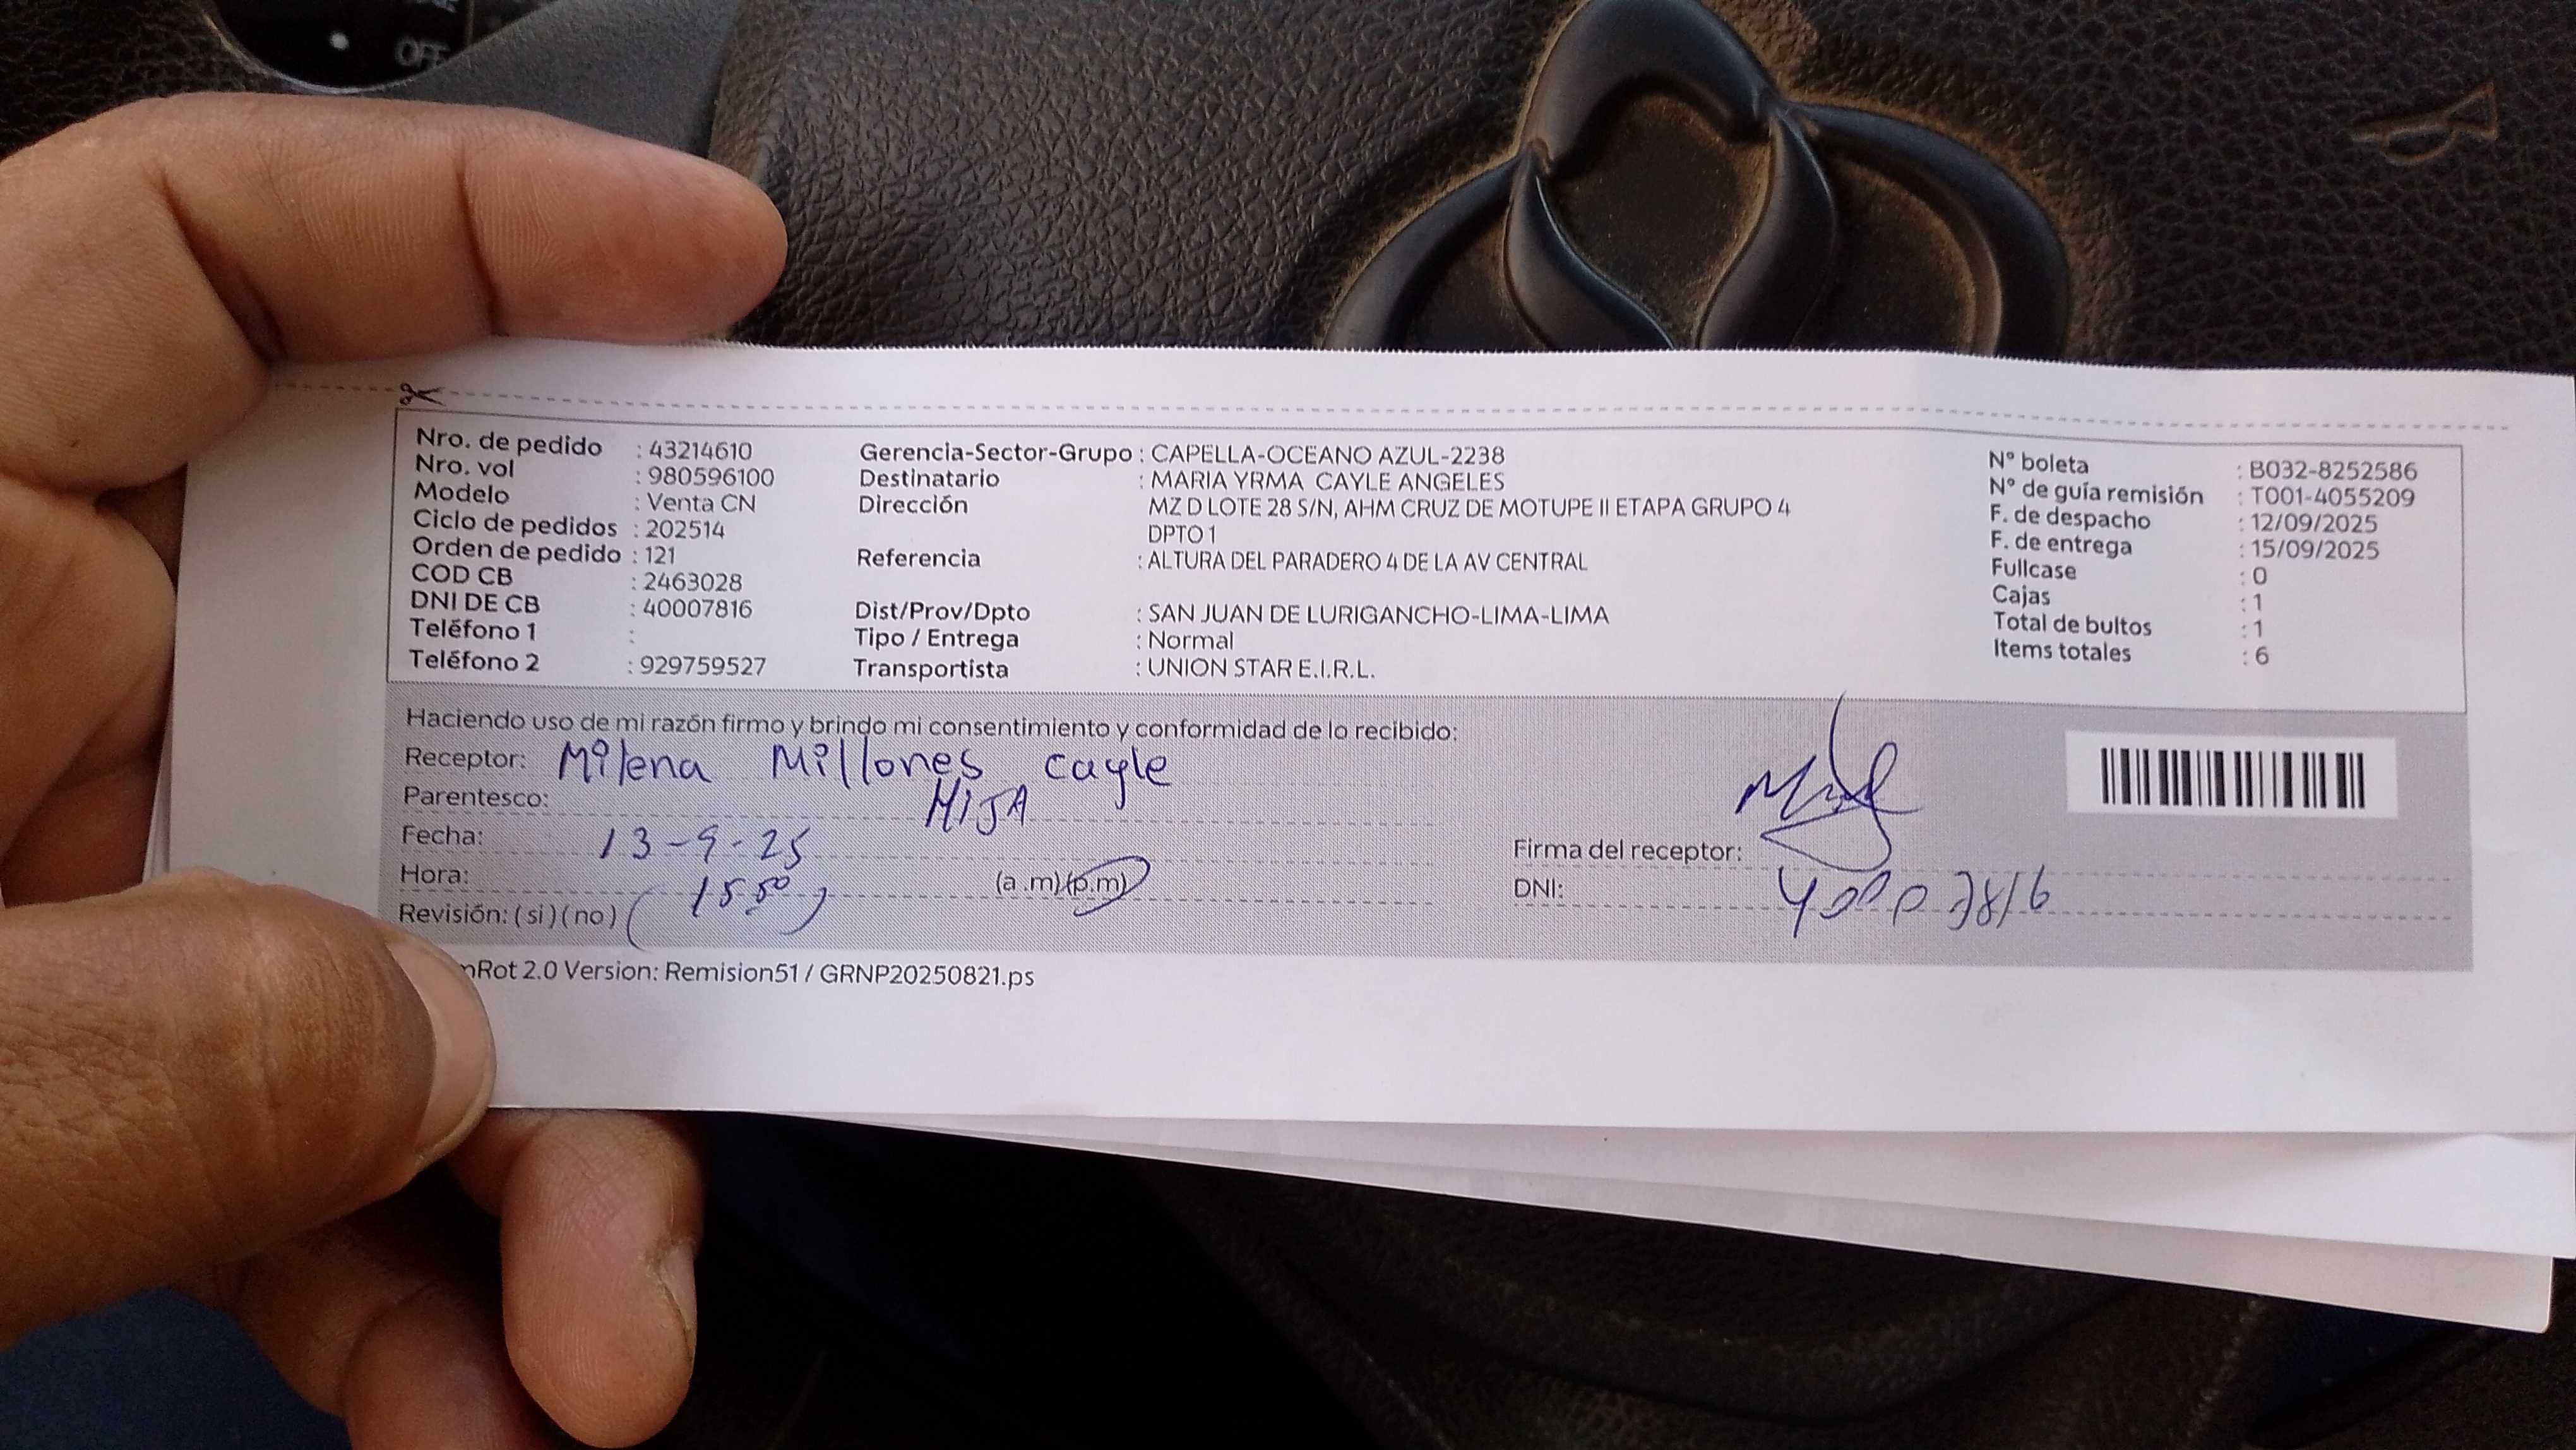 OFF
Nro. de pedido : 43214610
Nro. vol : 980596100
Modelo : Venta CN
Ciclo de pedidos : 202514
Orden de pedido : 121
COD CB : 2463028
DNI DE CB : 40007816
Teléfono 1 :
Teléfono 2 : 929759527
Gerencia-Sector-Grupo : CAPELLA-OCEANO AZUL-2238
Destinatario : MARIA YRMA CAYLE ANGELES
Dirección MZ D LOTE 28 S/N, AHM CRUZ DE MOTUPE II ETAPA GRUPO 4
DPTO 1
Referencia : ALTURA DEL PARADERO 4 DE LA AV CENTRAL
Dist/Prov/Dpto : SAN JUAN DE LURIGANCHO-LIMA-LIMA
Tipo / Entrega : Normal
Transportista : UNION STAR E.I.R.L.
N° boleta : B032-8252586
N° de guía remisión : T001-4055209
F. de despacho : 12/09/2025
F. de entrega : 15/09/2025
Fullcase : 0
Cajas : 1
Total de bultos : 1
Items totales : 6
Haciendo uso de mi razón firmo y brindo mi consentimiento y conformidad de lo recibido:
Receptor: Milena Millones Cayle
Parentesco: HIJA
Fecha: 13-9-25
Hora: 15 50 (a.m) (p.m)
Revisión: ( si ) ( no )
Firma del receptor:
DNI: 40007816
Rot 2.0 Version: Remision51 / GRNP20250821.ps